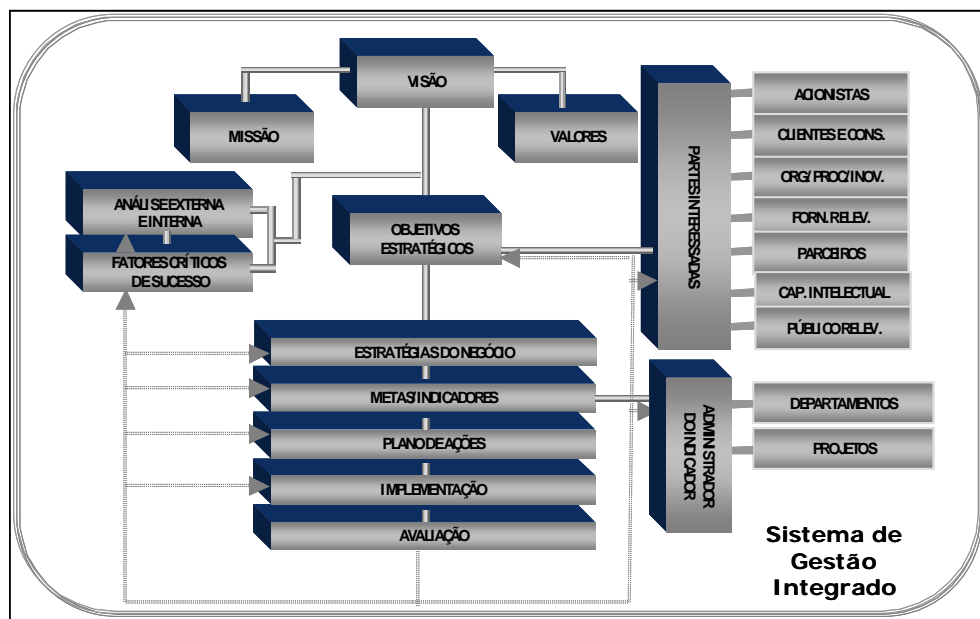 VISÃO
MISSÃO
VALORES
ANÁLISE EXTERNA
E INTERNA
FATORES CRÍTICOS
DE SUCESSO
OBJETIVOS
ESTRATÉGICOS
ESTRATÉGIAS DO NEGÓCIO
METAS/INDICADORES
PLANO DE AÇÕES
IMPLEMENTAÇÃO
AVALIAÇÃO
PARTES INTERESSADAS
ACIONISTAS
CLIENTES E CONS.
ORG/ PROC/ INOV.
FORN. RELEV.
PARCEIROS
CAP. INTELECTUAL
PÚBLICO RELEV.
ADMINISTRADOR
DO INDICADOR
DEPARTAMENTOS
PROJETOS
Sistema de
Gestão
Integrado